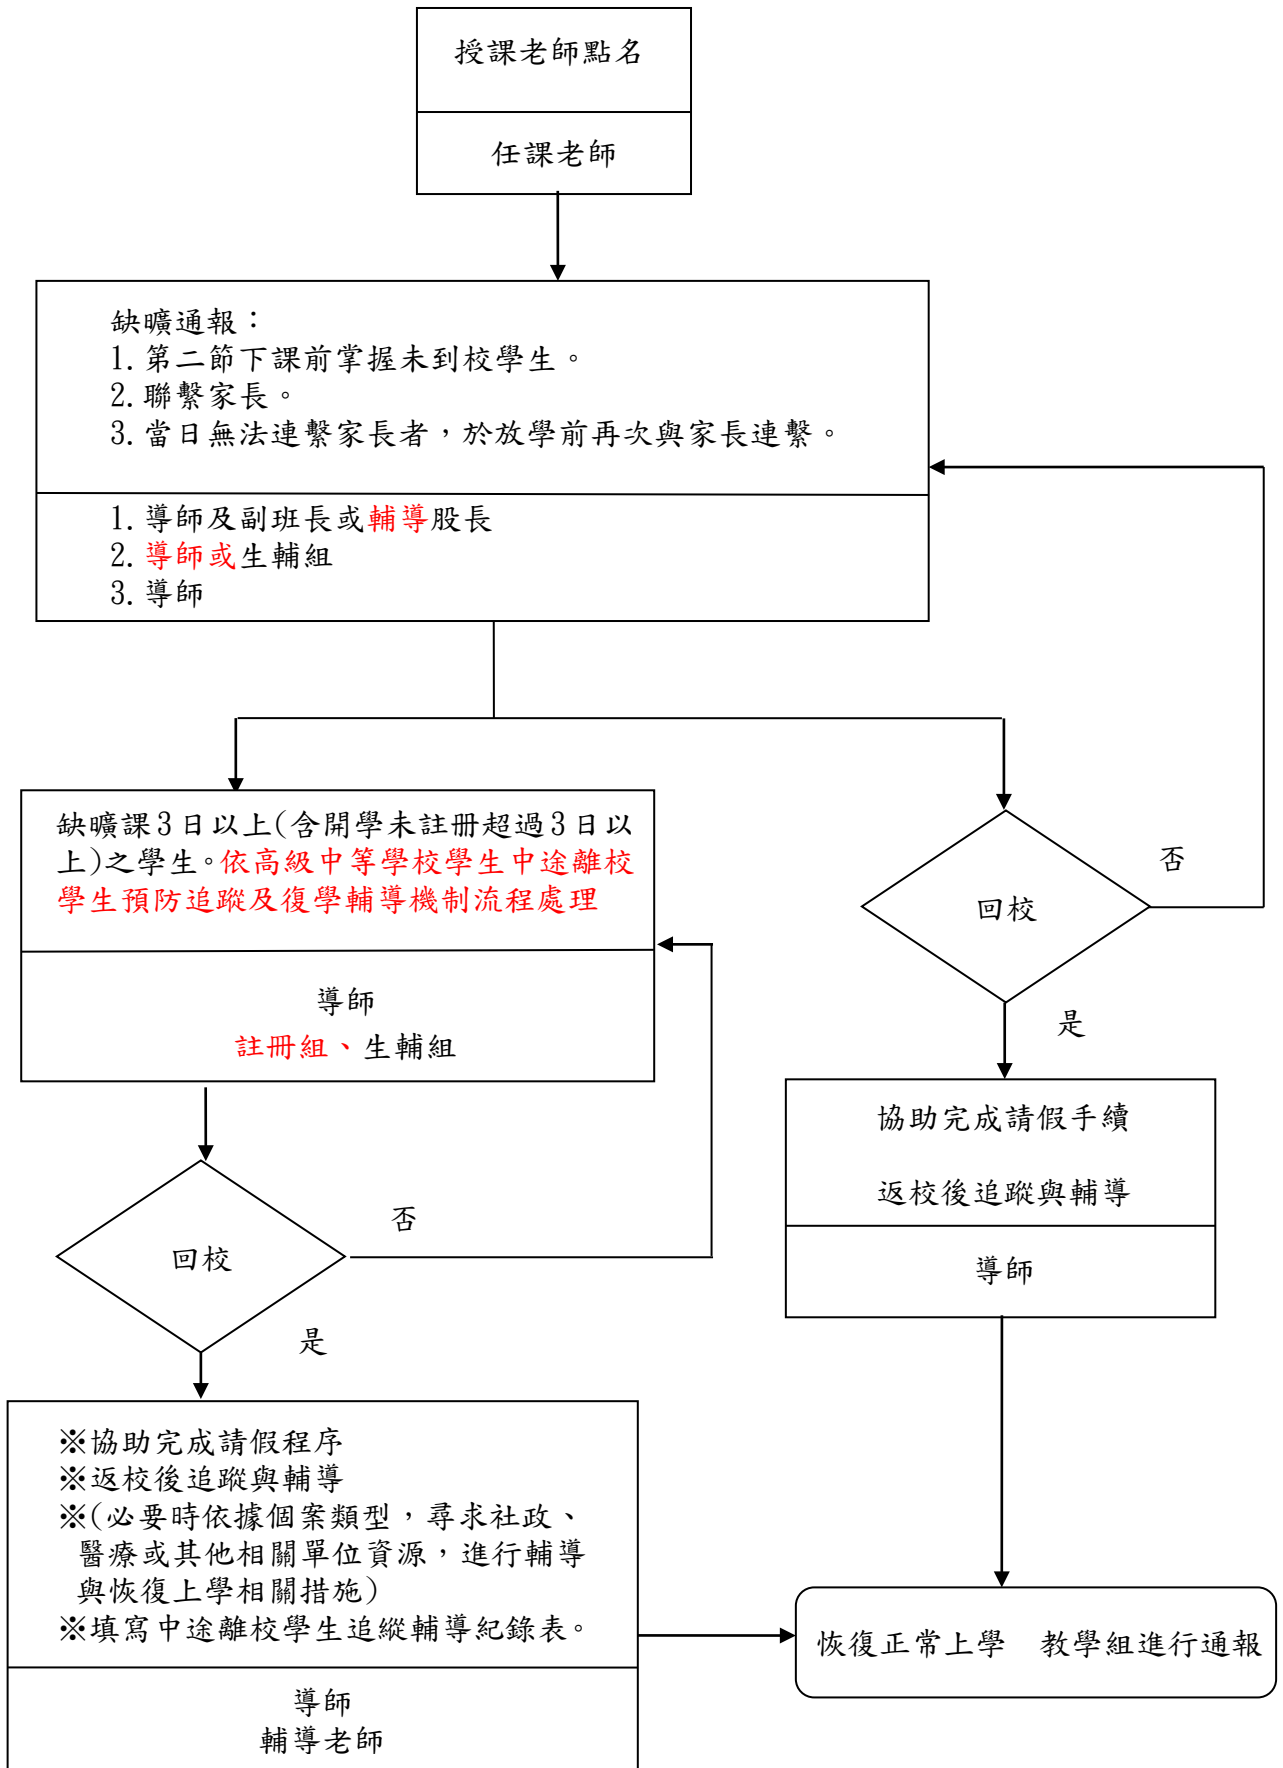 授課老師點名
任課老師
缺曠通報：
1.第二節下課前掌握未到校學生。
2.聯繫家長。
3.當日無法連繫家長者，於放學前再次與家長連繫。
1.導師及副班長或輔導股長
2.導師或生輔組
3.導師
缺曠課3日以上(含開學未註冊超過3日以
上)之學生。依高級中等學校學生中途離校
學生預防追蹤及復學輔導機制流程處理
導師
註冊組、生輔組
回校
否
是
協助完成請假手續
返校後追蹤與輔導
導師
回校
否
是
※協助完成請假程序
※返校後追蹤與輔導
※(必要時依據個案類型，尋求社政、
醫療或其他相關單位資源，進行輔導
與恢復上學相關措施)
※填寫中途離校學生追縱輔導紀錄表。
導師
輔導老師
恢復正常上學　教學組進行通報